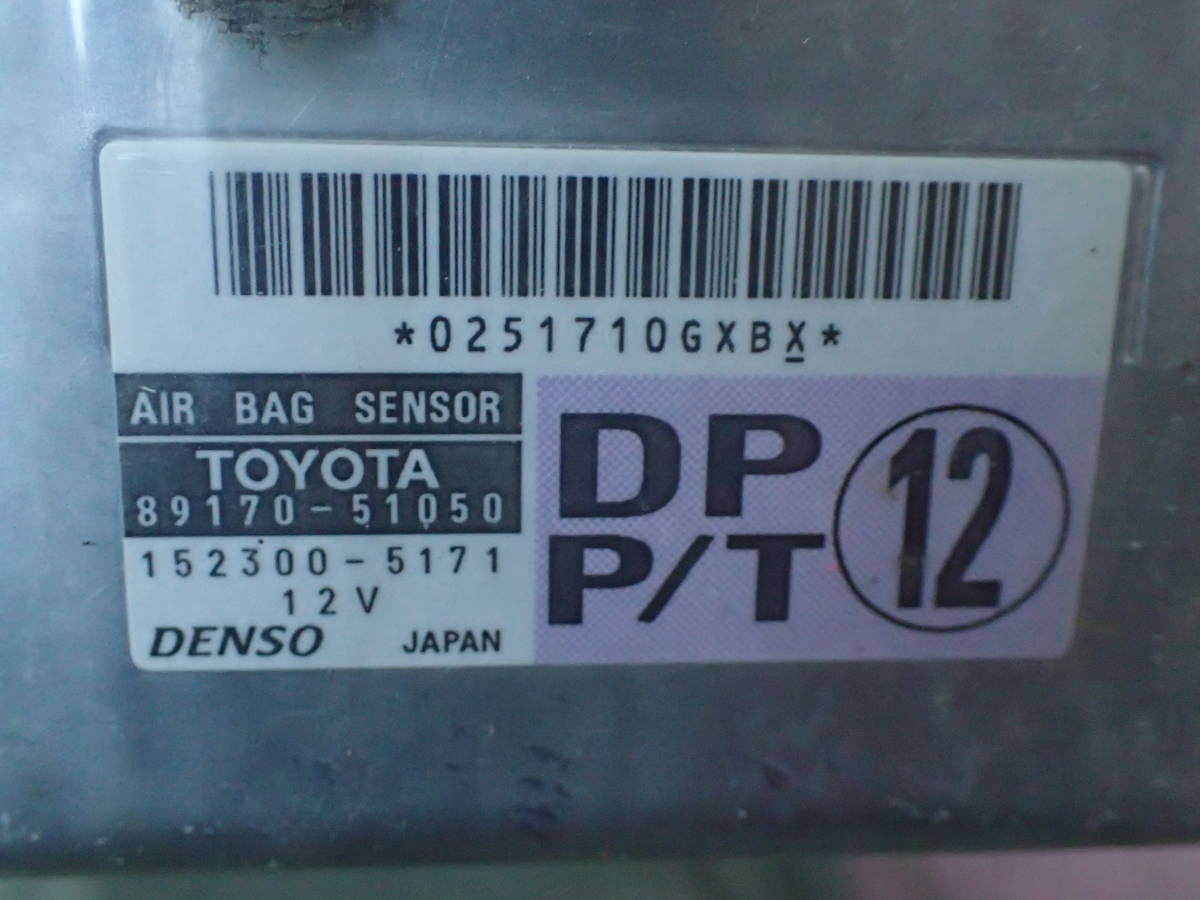 *0251710GXBX*
AIR BAG SENSOR
TOYOTA
89170-51050
152300-5171
12V
DENSO JAPAN
DP
P/T
12